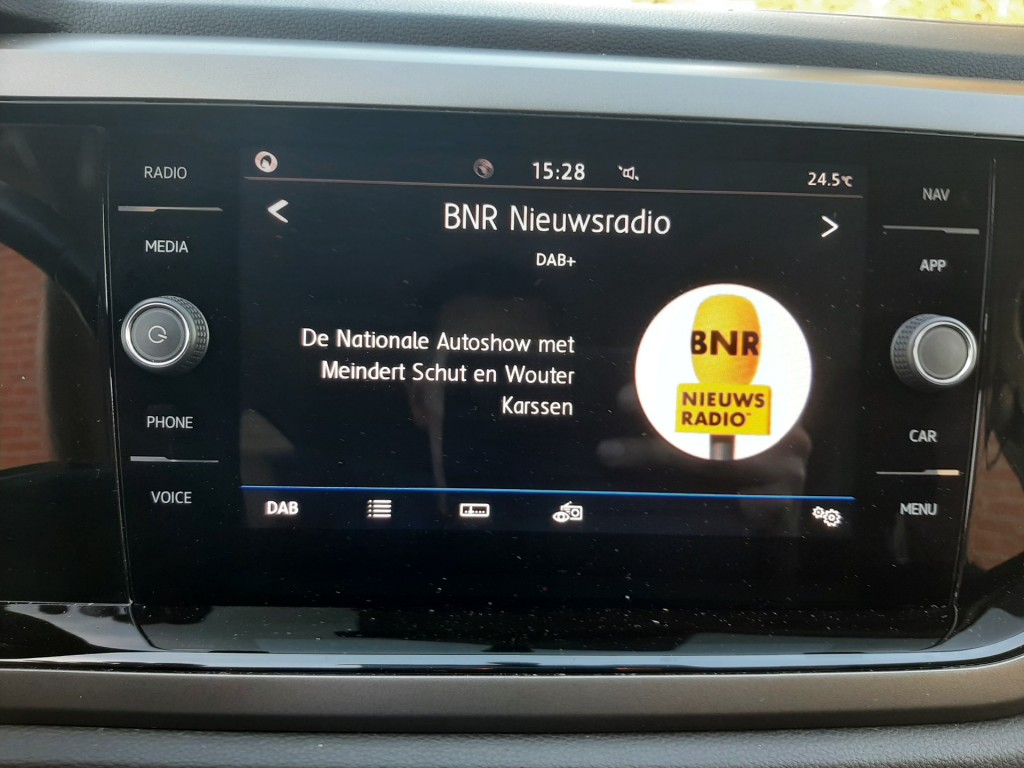 RADIO
MEDIA
PHONE
VOICE
15:28
24.5°C
BNR Nieuwsradio
DAB+
De Nationale Autoshow met
Meindert Schut en Wouter
Karssen
BNR
NIEUWS
RADIO™
DAB
NAV
APP
CAR
MENU